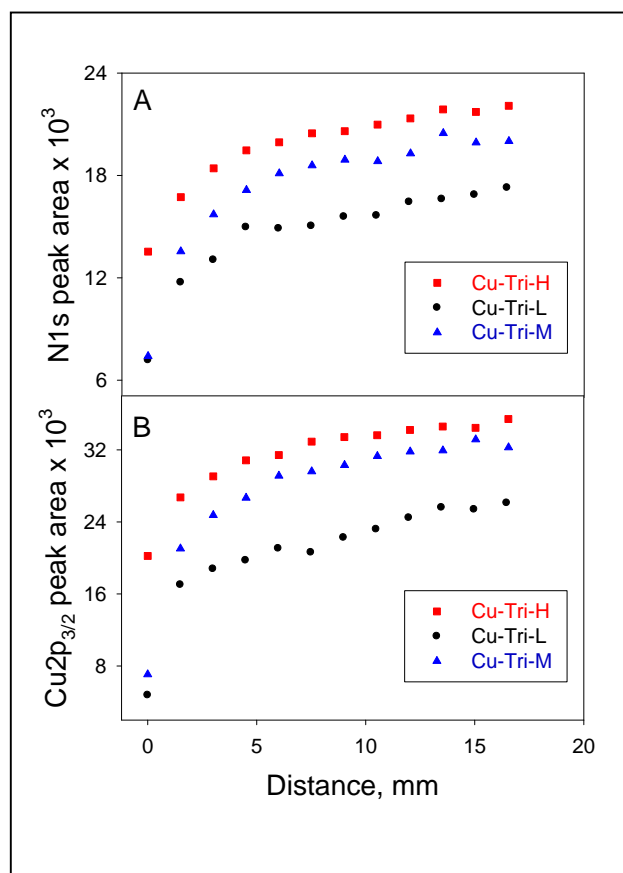 A
24
18
12
6
N1s peak area x 10³
Cu-Tri-H
Cu-Tri-L
Cu-Tri-M
B
32
24
16
8
Cu2p₃/₂ peak area x 10³
Cu-Tri-H
Cu-Tri-L
Cu-Tri-M
0 5 10 15 20
Distance, mm